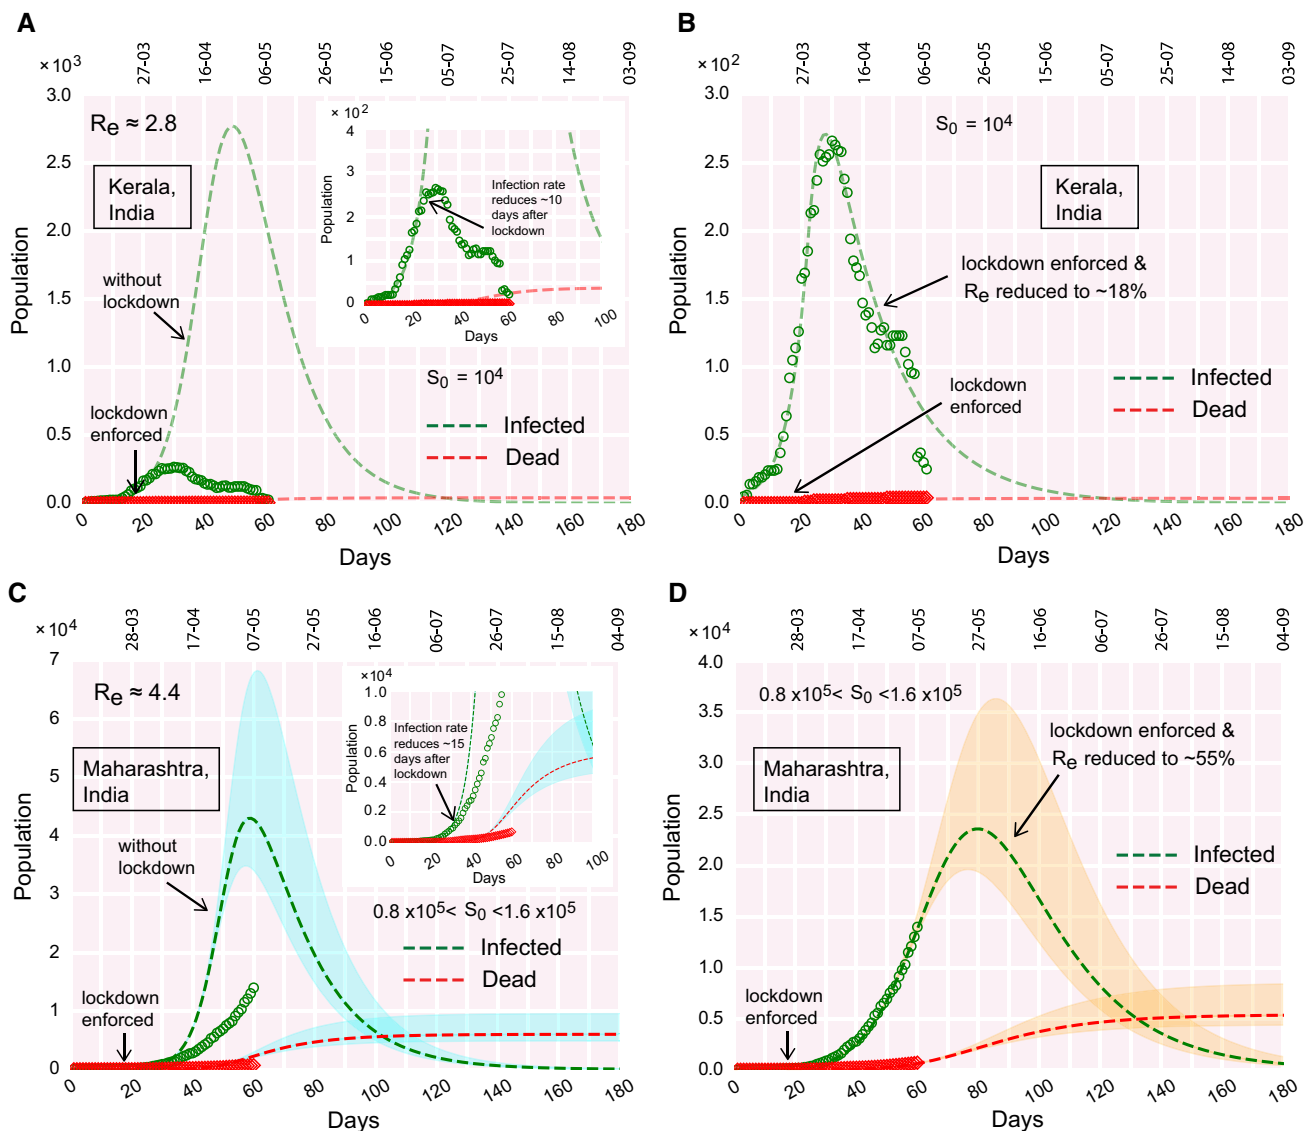 A
27-03
16-04
06-05
26-05
15-06
05-07
25-07
14-08
03-09
× 10³
3.0
2.5
2.0
1.5
1.0
0.5
0.0
Population
Rₑ ≈ 2.8
Kerala,
India
without
lockdown
lockdown
enforced
× 10²
4
3
2
1
0
Population
Infection rate
reduces ~10
days after
lockdown
0
20
40
60
100
Days
S₀ = 10⁴
Infected
Dead
0
20
40
60
80
100
120
140
160
180
Days
B
27-03
16-04
06-05
26-05
15-06
05-07
25-07
14-08
03-09
× 10²
3.0
2.5
2.0
1.5
1.0
0.5
0.0
Population
S₀ = 10⁴
Kerala,
India
lockdown enforced &
Rₑ reduced to ~18%
lockdown
enforced
Infected
Dead
0
20
40
60
80
100
120
140
160
180
Days
C
28-03
17-04
07-05
27-05
16-06
06-07
26-07
15-08
04-09
× 10⁴
7
6
5
4
3
2
1
0
Population
Rₑ ≈ 4.4
Maharashtra,
India
without
lockdown
lockdown
enforced
×10⁴
1.0
0.8
0.6
0.4
0.2
0.0
Population
Infection rate
reduces ~15
days after
lockdown
0
20
40
60
80
100
Days
0.8 x10⁵< S₀ <1.6 x10⁵
Infected
Dead
0
20
40
60
80
100
120
140
160
180
Days
D
28-03
17-04
07-05
27-05
16-06
06-07
26-07
15-08
04-09
×10⁴
4.0
3.5
3.0
2.5
2.0
1.5
1.0
0.5
0.0
Population
0.8 x10⁵< S₀ <1.6 x10⁵
Maharashtra,
India
lockdown enforced &
Rₑ reduced to ~55%
lockdown
enforced
Infected
Dead
0
20
40
60
80
100
120
140
160
180
Days